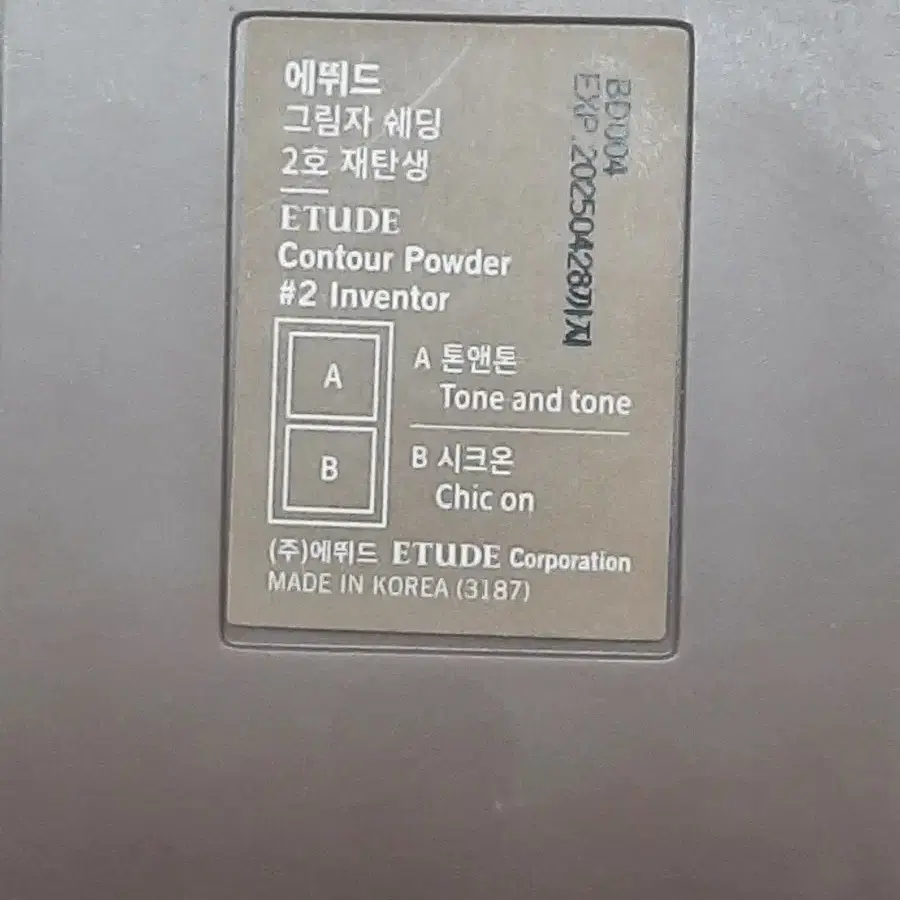 에뛰드
그림자 쉐딩
2호 재탄생
ETUDE
Contour Powder
#2 Inventor
A
B
A 톤앤톤
Tone and tone
B 시크온
Chic on
(주)에뛰드 ETUDE Corporation
MADE IN KOREA (3187)
BD004
EXP. 20250428까지